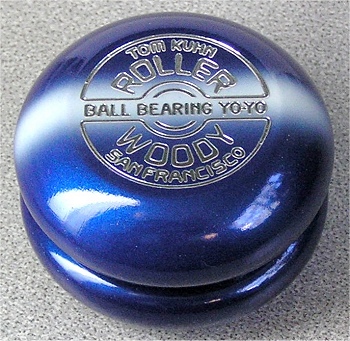 TOM KUHN
ROLLER
BALL BEARING YO-YO
WOODY
SAN FRANCISCO